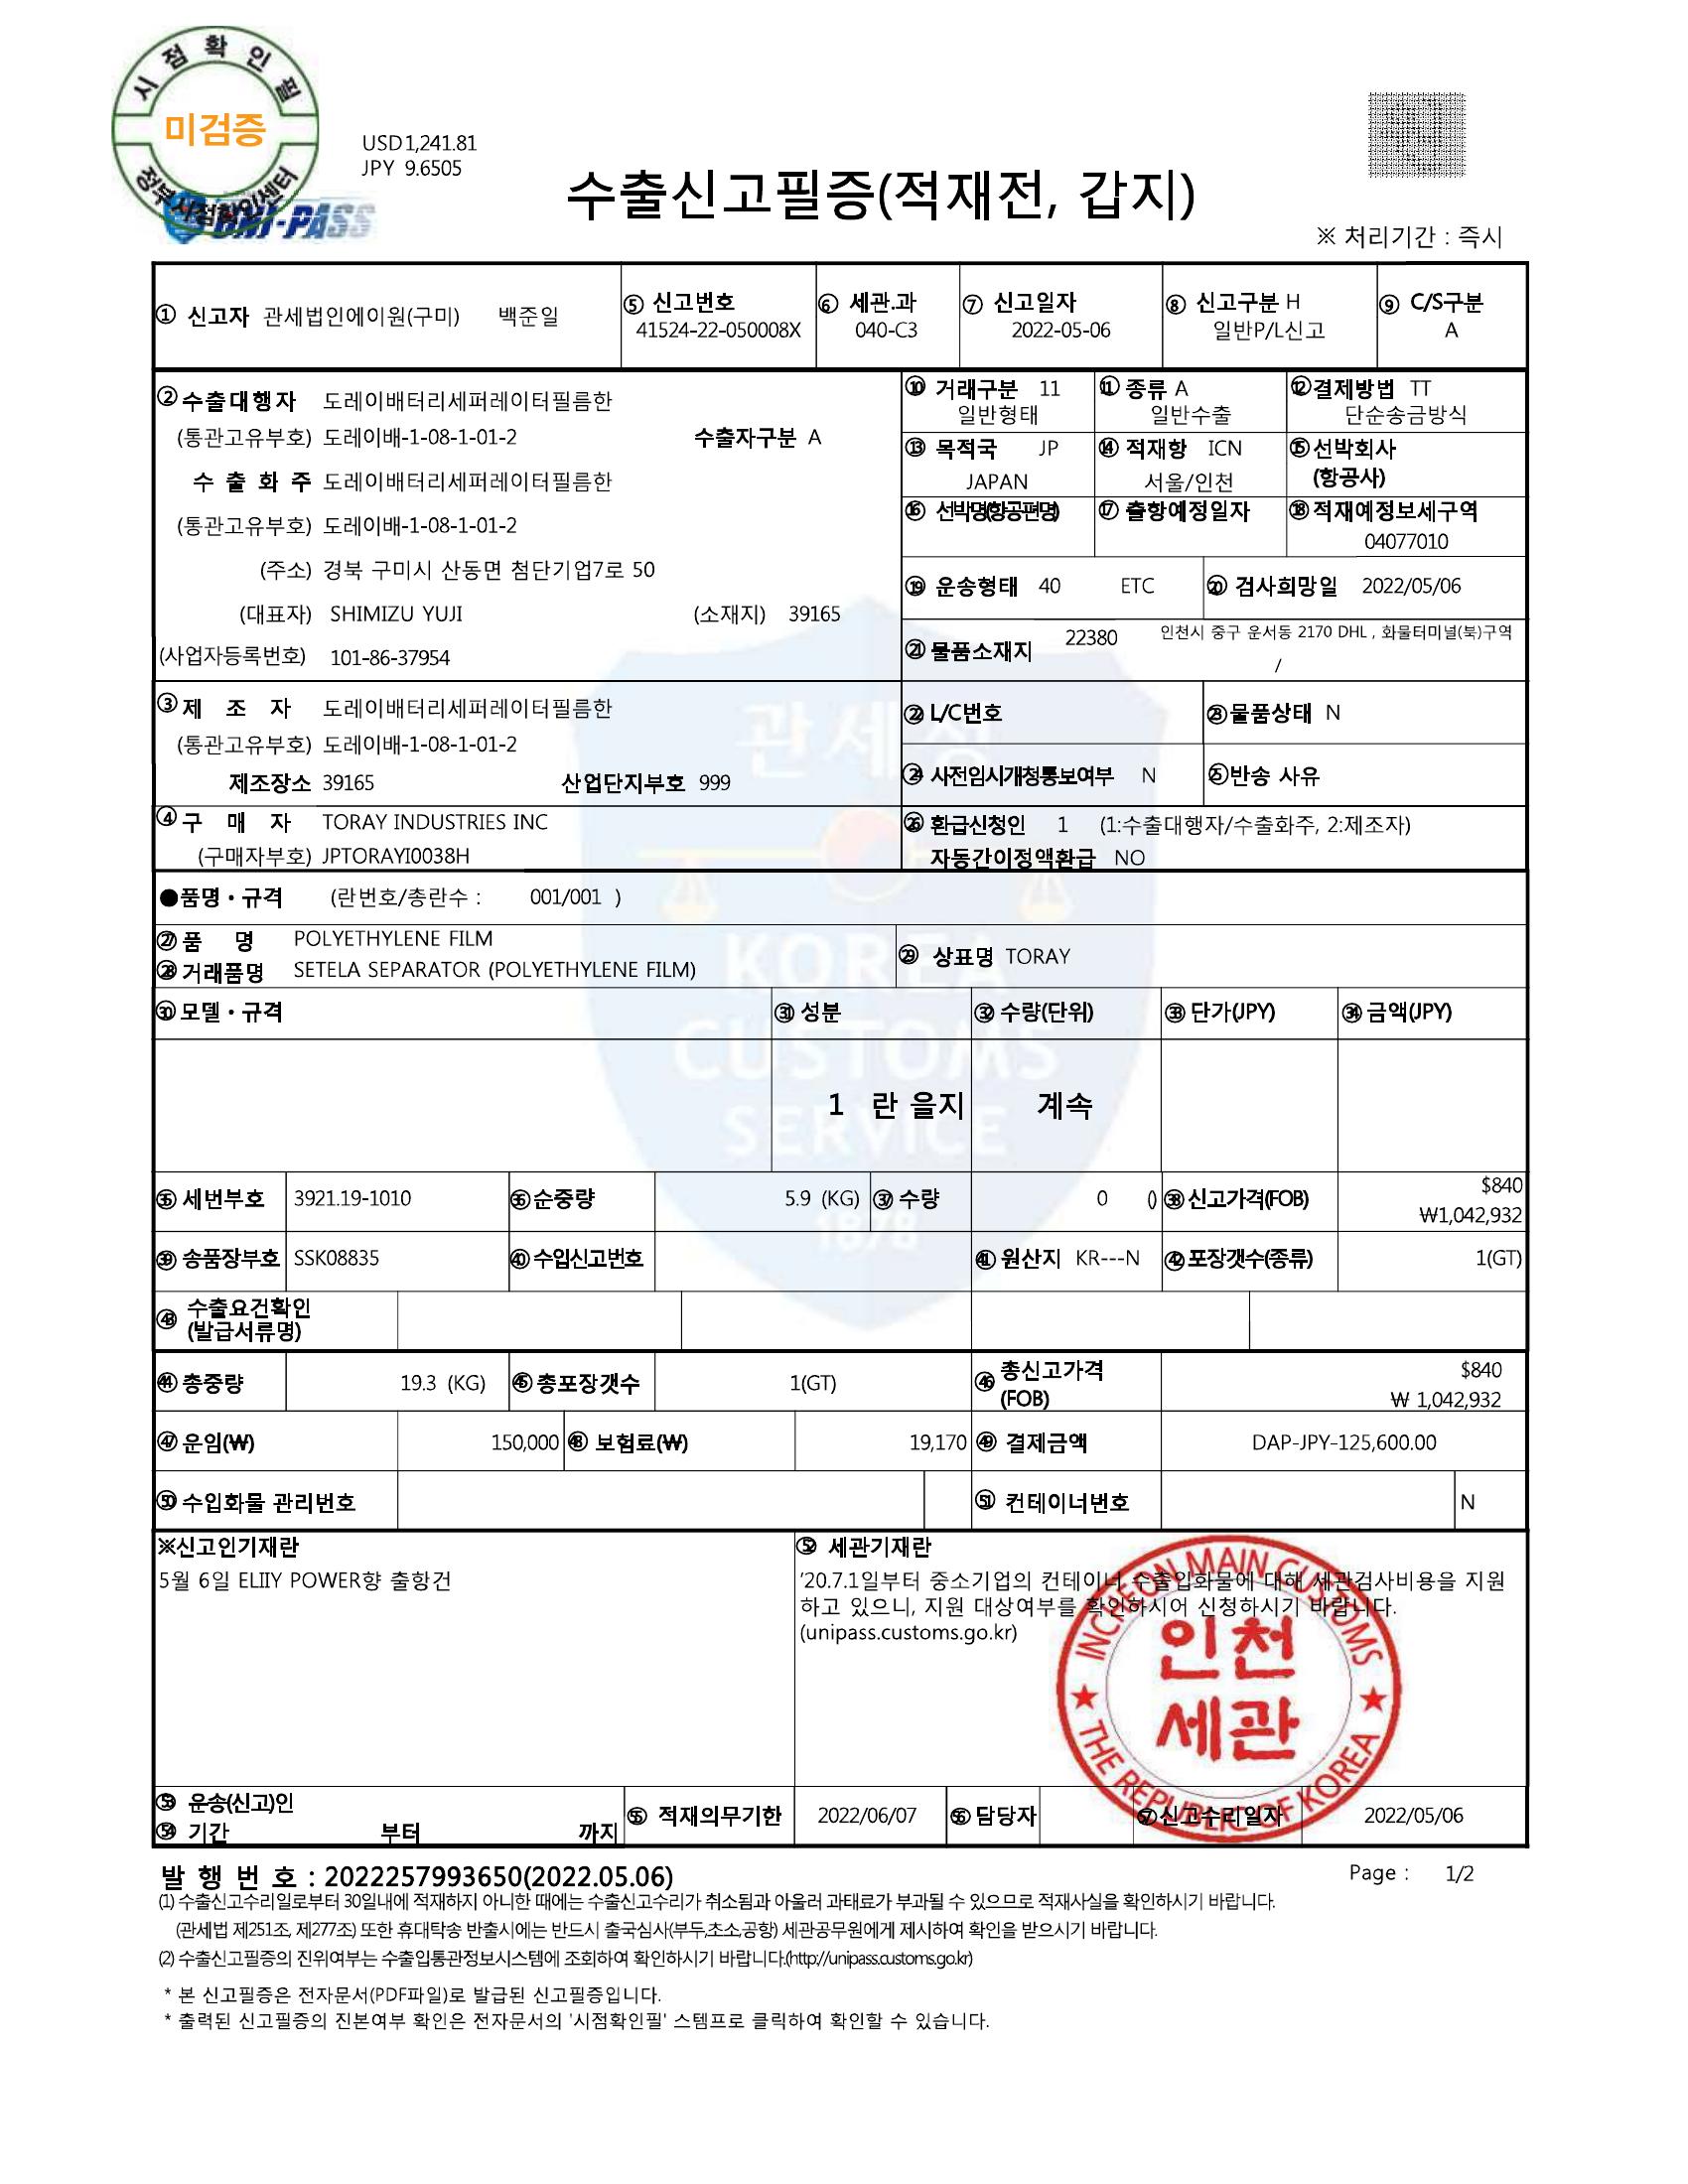 시점확인필
미검증
정부시점확인센터
UNI-PASS
USD 1,241.81
JPY 9.6505
수출신고필증(적재전, 갑지)
※ 처리기간 : 즉시
① 신고자 관세법인에이원(구미) 백준일
⑤ 신고번호
41524-22-050008X
⑥ 세관.과
040-C3
⑦ 신고일자
2022-05-06
⑧ 신고구분 H
일반P/L신고
⑨ C/S구분
A
② 수출대행자 도레이배터리세퍼레이터필름한
(통관고유부호) 도레이배-1-08-1-01-2 수출자구분 A
수 출 화 주 도레이배터리세퍼레이터필름한
(통관고유부호) 도레이배-1-08-1-01-2
(주소) 경북 구미시 산동면 첨단기업7로 50
(대표자) SHIMIZU YUJI (소재지) 39165
(사업자등록번호) 101-86-37954
⑩ 거래구분 11
일반형태
⑪ 종류 A
일반수출
⑫ 결제방법 TT
단순송금방식
⑬ 목적국 JP
JAPAN
⑭ 적재항 ICN
서울/인천
⑮ 선박회사
(항공사)
⑯ 선박명(항공편명)
⑰ 출항예정일자
⑱ 적재예정보세구역
04077010
⑲ 운송형태 40 ETC
⑳ 검사희망일 2022/05/06
㉑ 물품소재지 22380 인천시 중구 운서동 2170 DHL , 화물터미널(북)구역
/
③ 제 조 자 도레이배터리세퍼레이터필름한
(통관고유부호) 도레이배-1-08-1-01-2
제조장소 39165 산업단지부호 999
㉒ L/C번호
㉓ 물품상태 N
㉔ 사전임시개청통보여부 N
㉕ 반송 사유
④ 구 매 자 TORAY INDUSTRIES INC
(구매자부호) JPTORAYI0038H
㉖ 환급신청인 1 (1:수출대행자/수출화주, 2:제조자)
자동간이정액환급 NO
●품명・규격 (란번호/총란수 : 001/001 )
㉗ 품 명 POLYETHYLENE FILM
㉘ 거래품명 SETELA SEPARATOR (POLYETHYLENE FILM)
㉙ 상표명 TORAY
㉚ 모델・규격
㉛ 성분
㉜ 수량(단위)
㉝ 단가(JPY)
㉞ 금액(JPY)
1 란 을지 계속
㉟ 세번부호 3921.19-1010
㊱ 순중량 5.9 (KG)
㊲ 수량 0 ()
㊳ 신고가격(FOB)
$840
₩1,042,932
㊴ 송품장부호 SSK08835
㊵ 수입신고번호
㊶ 원산지 KR---N
㊷ 포장갯수(종류) 1(GT)
㊸ 수출요건확인
(발급서류명)
㊹ 총중량 19.3 (KG)
㊺ 총포장갯수 1(GT)
㊻ 총신고가격
(FOB)
$840
₩ 1,042,932
㊼ 운임(₩) 150,000
㊽ 보험료(₩) 19,170
㊾ 결제금액 DAP-JPY-125,600.00
㊿ 수입화물 관리번호
51 컨테이너번호 N
※신고인기재란
5월 6일 ELIIY POWER향 출항건
52 세관기재란
'20.7.1일부터 중소기업의 컨테이너 수출입화물에 대해 세관검사비용을 지원
하고 있으니, 지원 대상여부를 확인하시어 신청하시기 바랍니다.
(unipass.customs.go.kr)
INCHEON MAIN CUSTOMS
인천
세관
THE REPUBLIC OF KOREA
관세청
KOREA
CUSTOMS
SERVICE
1878
53 운송(신고)인
54 기간 부터 까지
55 적재의무기한 2022/06/07
56 담당자
57 신고수리일자 2022/05/06
발 행 번 호 : 2022257993650(2022.05.06)
Page : 1/2
(1) 수출신고수리일로부터 30일내에 적재하지 아니한 때에는 수출신고수리가 취소됨과 아울러 과태료가 부과될 수 있으므로 적재사실을 확인하시기 바랍니다.
(관세법 제251조, 제277조) 또한 휴대탁송 반출시에는 반드시 출국심사(부두,초소,공항) 세관공무원에게 제시하여 확인을 받으시기 바랍니다.
(2) 수출신고필증의 진위여부는 수출입통관정보시스템에 조회하여 확인하시기 바랍니다.(http://unipass.customs.go.kr)
* 본 신고필증은 전자문서(PDF파일)로 발급된 신고필증입니다.
* 출력된 신고필증의 진본여부 확인은 전자문서의 '시점확인필' 스템프로 클릭하여 확인할 수 있습니다.